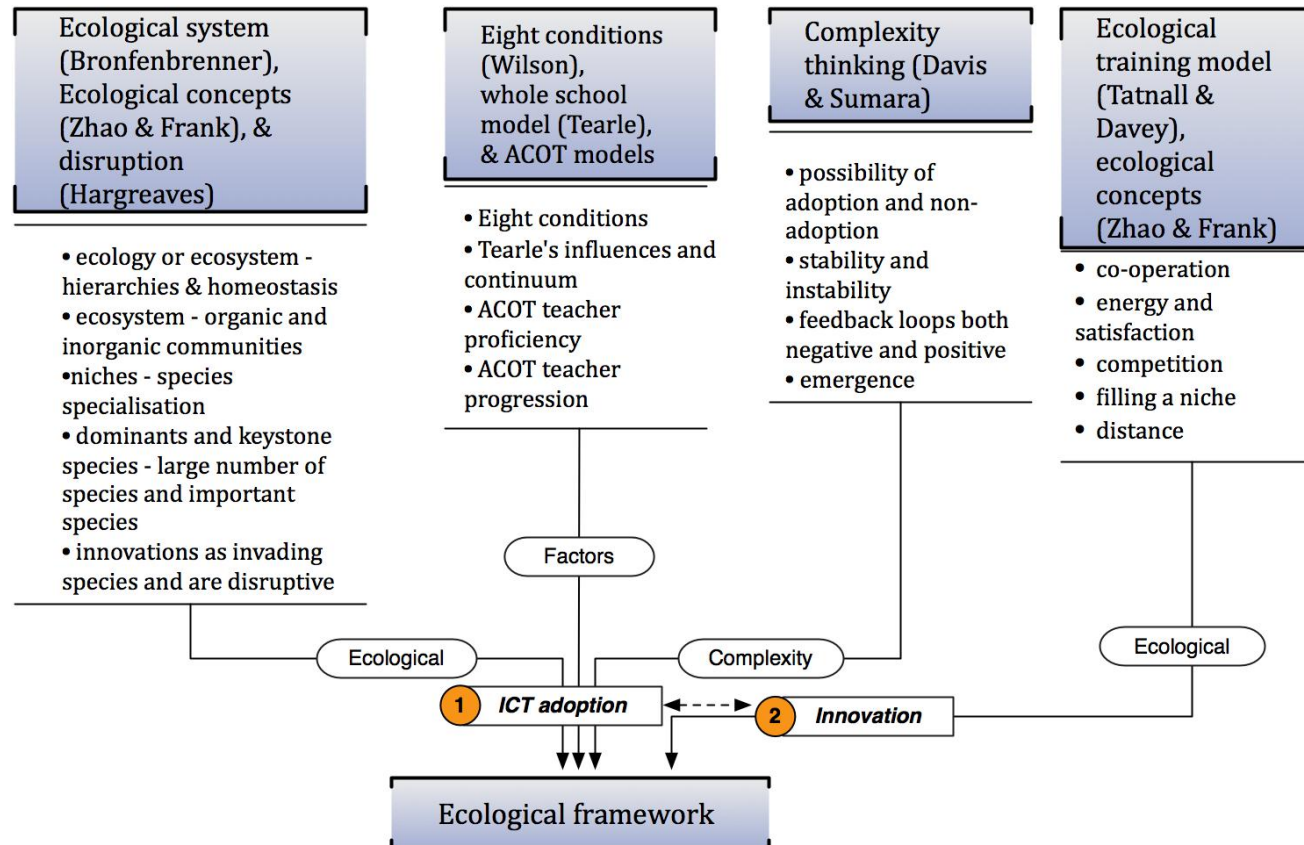 Ecological system
(Bronfenbrenner),
Ecological concepts
(Zhao & Frank), &
disruption
(Hargreaves)
• ecology or ecosystem -
hierarchies & homeostasis
• ecosystem - organic and
inorganic communities
•niches - species
specialisation
• dominants and keystone
species - large number of
species and important
species
• innovations as invading
species and are disruptive
Eight conditions
(Wilson),
whole school
model (Tearle),
& ACOT models
• Eight conditions
• Tearle's influences and
continuum
• ACOT teacher
proficiency
• ACOT teacher
progression
Complexity
thinking (Davis
& Sumara)
• possibility of
adoption and non-
adoption
• stability and
instability
• feedback loops both
negative and positive
• emergence
Ecological
training model
(Tatnall &
Davey),
ecological
concepts
(Zhao & Frank)
• co-operation
• energy and
satisfaction
• competition
• filling a niche
• distance
Factors
Ecological
Complexity
Ecological
1 ICT adoption
2 Innovation
Ecological framework